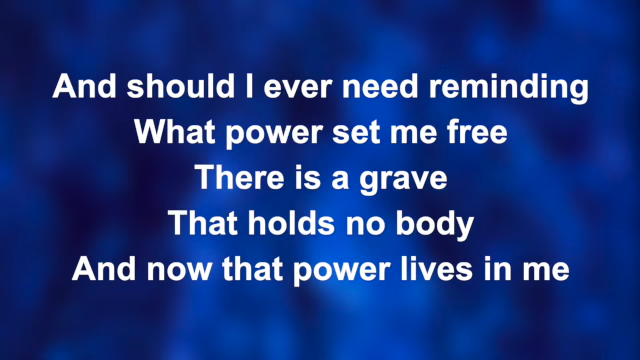 And should I ever need reminding
What power set me free
There is a grave
That holds no body
And now that power lives in me